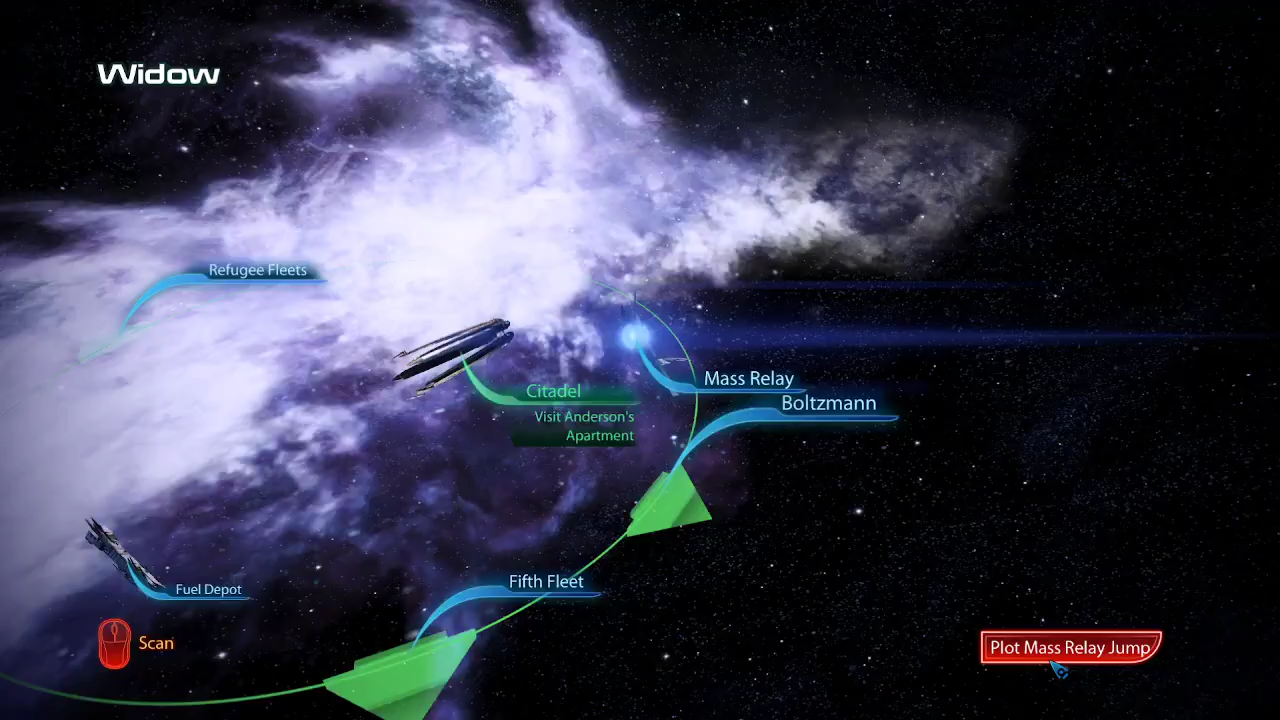 Widow
Refugee Fleets
Mass Relay
Citadel
Visit Anderson's
Apartment
Boltzmann
Fifth Fleet
Fuel Depot
Scan
Plot Mass Relay Jump